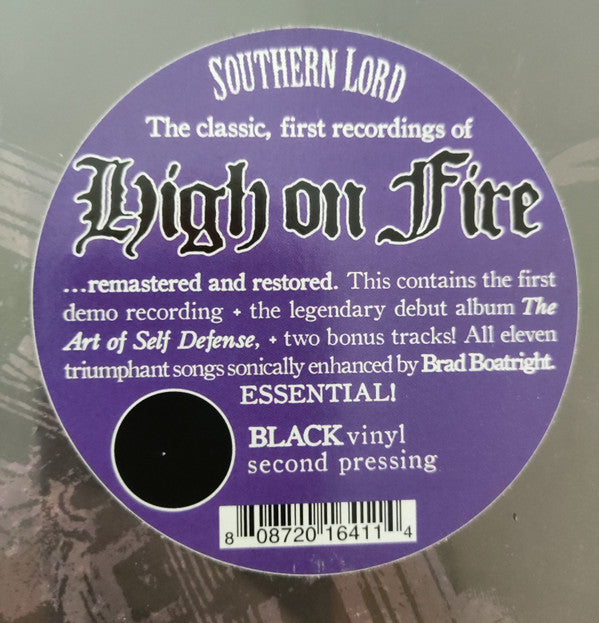 SOUTHERN LORD
The classic, first recordings of
High on Fire
...remastered and restored. This contains the first
demo recording + the legendary debut album The
Art of Self Defense, + two bonus tracks! All eleven
triumphant songs sonically enhanced by Brad Boatright.
ESSENTIAL!
BLACK vinyl
second pressing
8 08720 16411 4